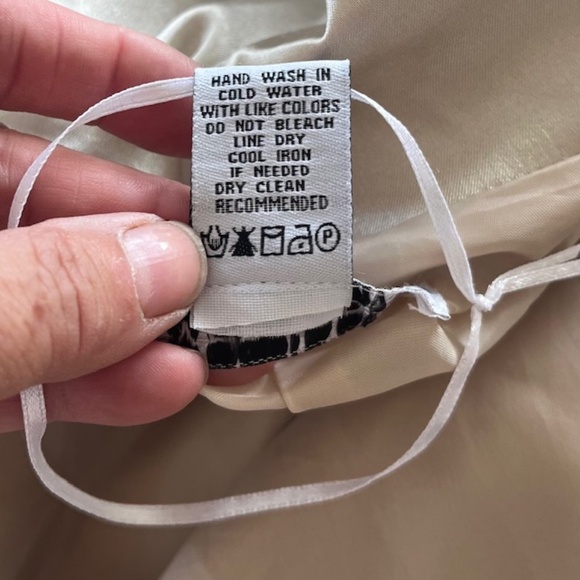 HAND WASH IN
COLD WATER
WITH LIKE COLORS
DO NOT BLEACH
LINE DRY
COOL IRON
IF NEEDED
DRY CLEAN
RECOMMENDED
P